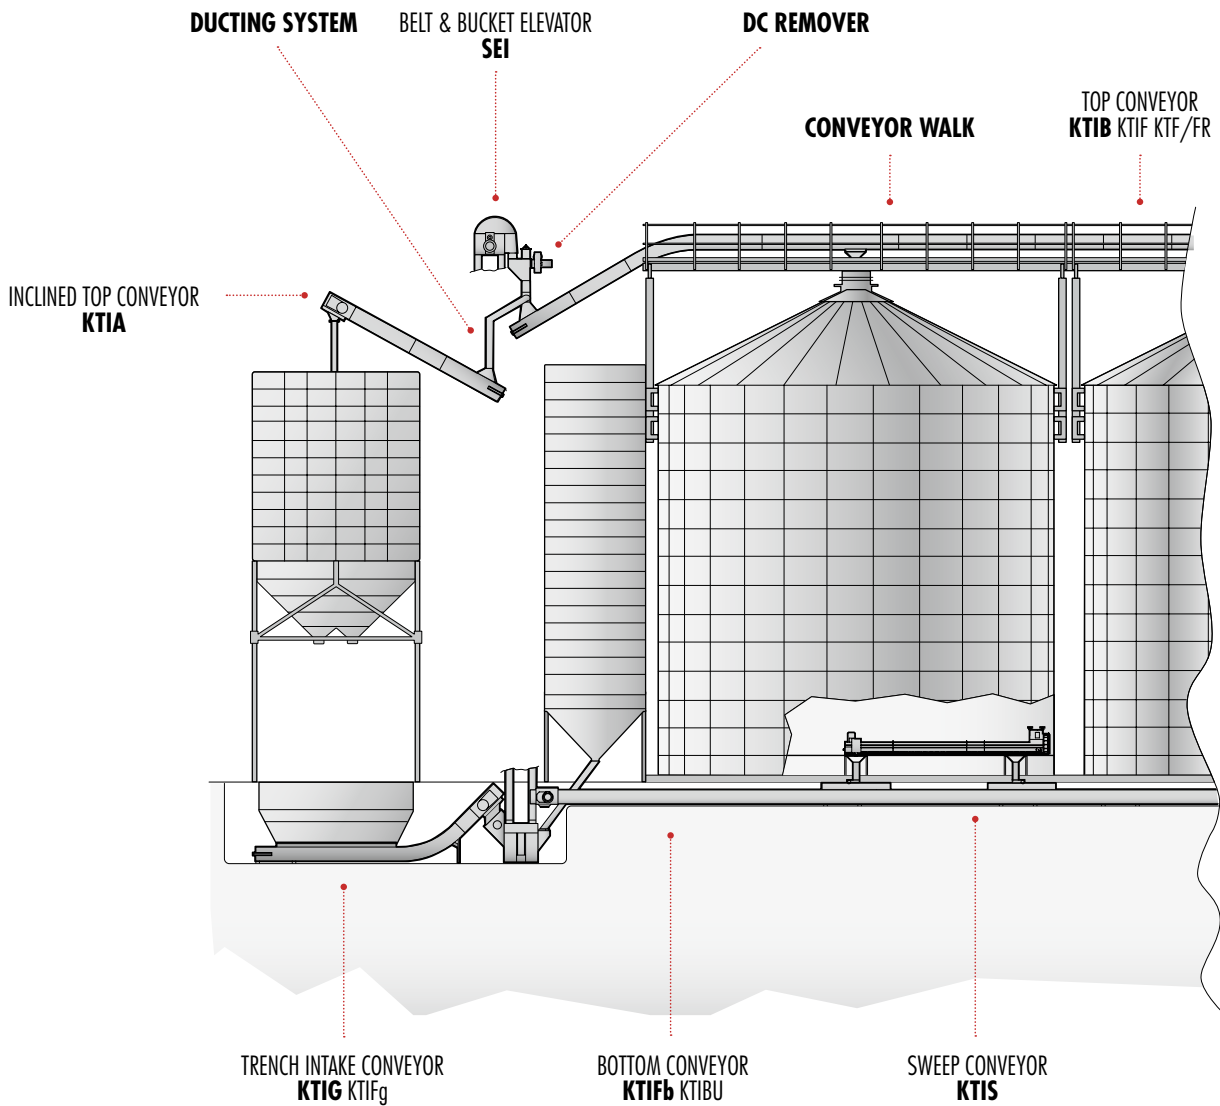 DUCTING SYSTEM
BELT & BUCKET ELEVATOR
SEI
DC REMOVER
CONVEYOR WALK
TOP CONVEYOR
KTIB KTIF KTF/FR
INCLINED TOP CONVEYOR
KTIA
TRENCH INTAKE CONVEYOR
KTIG KTIFg
BOTTOM CONVEYOR
KTIFb KTIBU
SWEEP CONVEYOR
KTIS